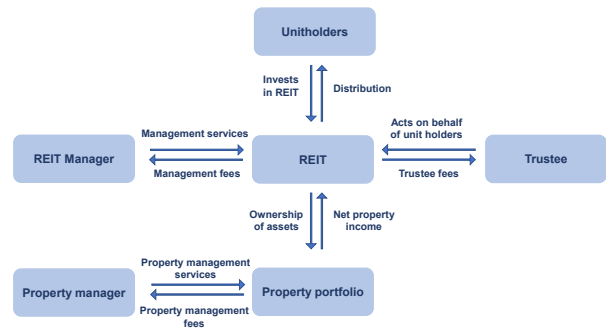 Unitholders
Invests
in REIT
Distribution
Management services
Acts on behalf
of unit holders
REIT Manager
REIT
Trustee
Management fees
Trustee fees
Ownership
of assets
Net property
income
Property management
services
Property manager
Property portfolio
Property management
fees